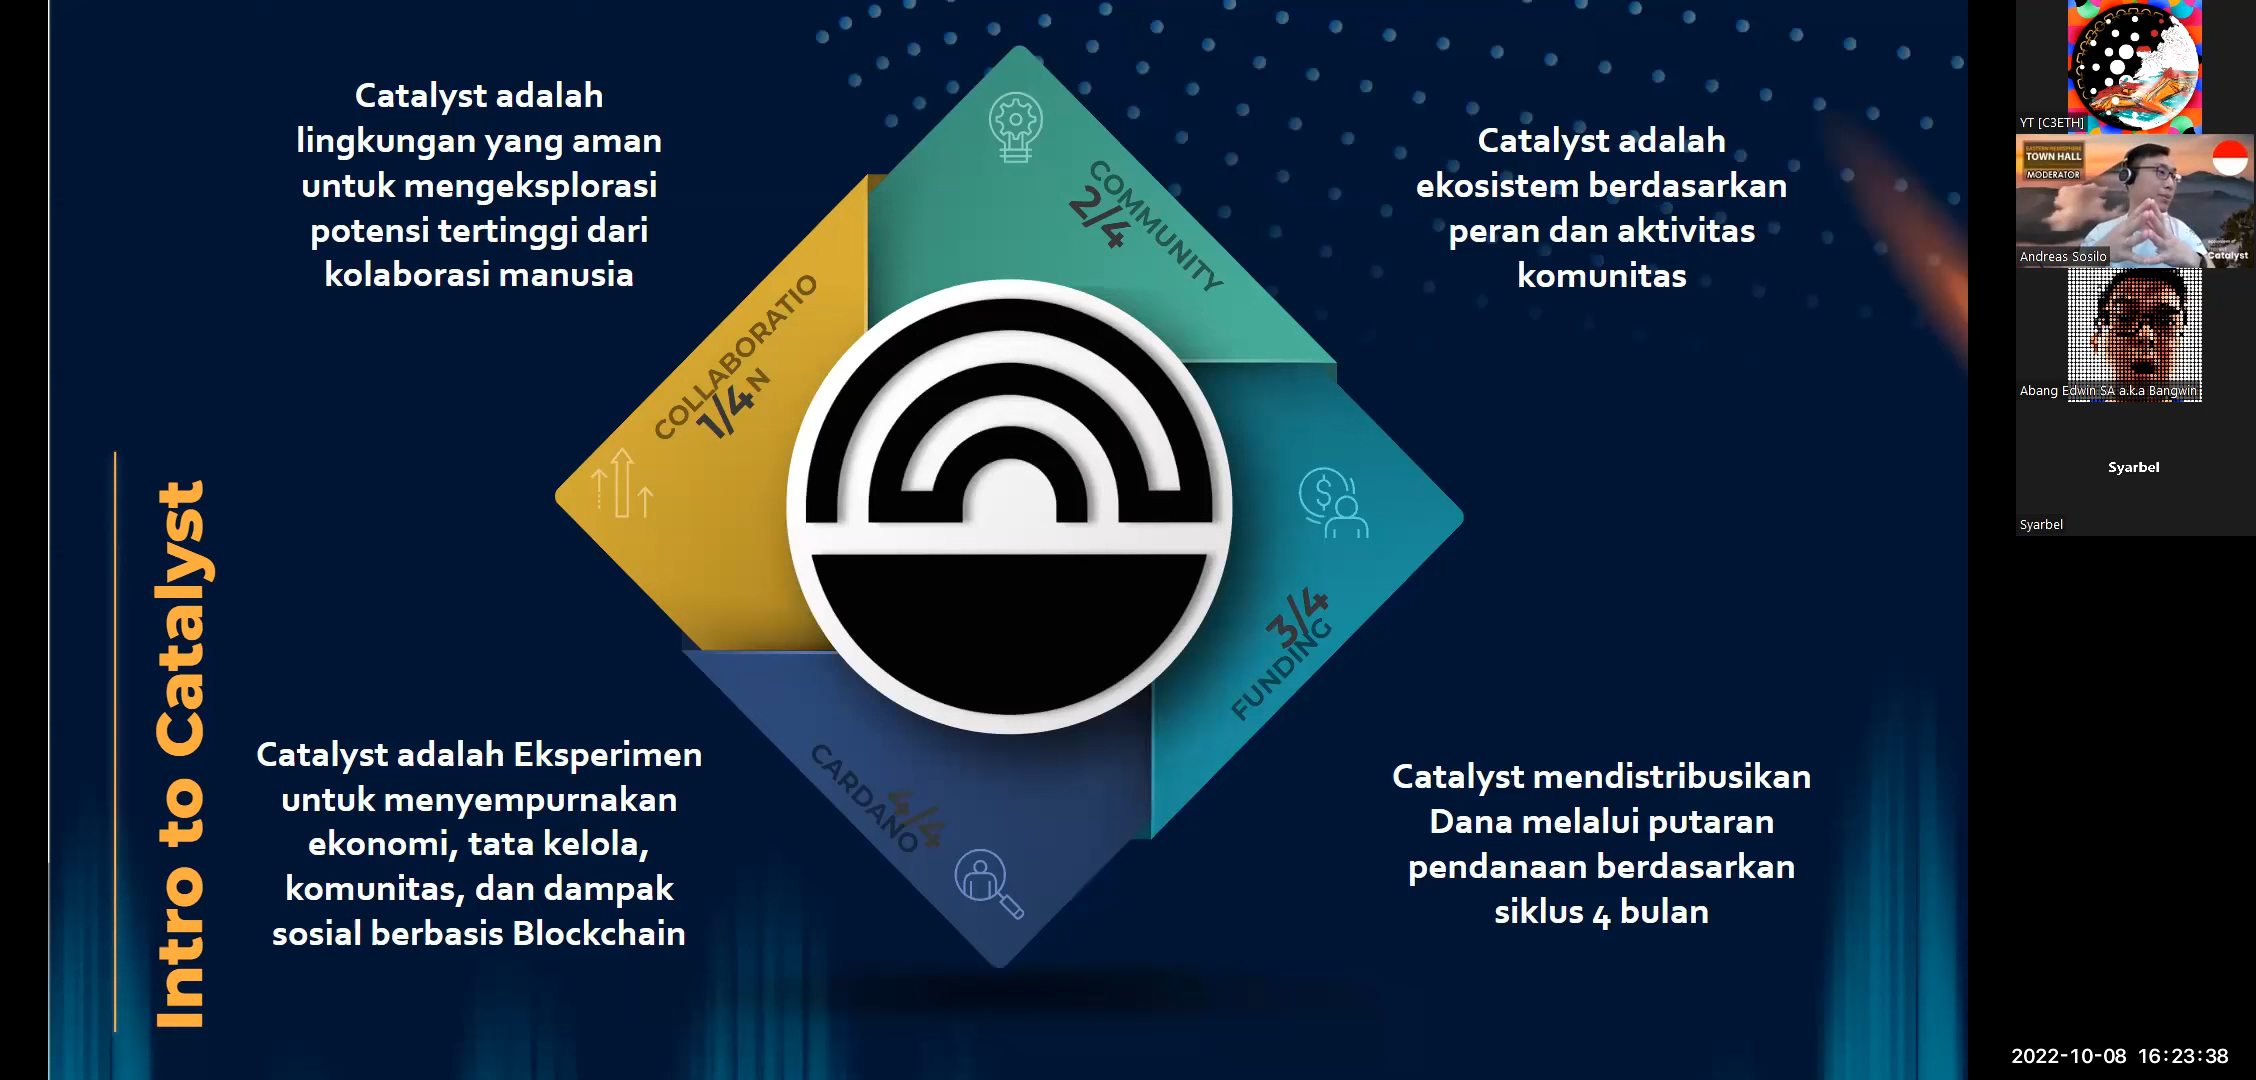 Intro to Catalyst
Catalyst adalah
lingkungan yang aman
untuk mengeksplorasi
potensi tertinggi dari
kolaborasi manusia
COLLABORATIO
N
1/4
COMMUNITY
2/4
Catalyst adalah
ekosistem berdasarkan
peran dan aktivitas
komunitas
3/4
FUNDING
Catalyst mendistribusikan
Dana melalui putaran
pendanaan berdasarkan
siklus 4 bulan
CARDANO
4/4
Catalyst adalah Eksperimen
untuk menyempurnakan
ekonomi, tata kelola,
komunitas, dan dampak
sosial berbasis Blockchain
YT [C3ETH]
EASTERN HEMISPHERE
TOWN HALL
MODERATOR
Catalyst
Andreas Sosilo
Abang Edwin SA a.k.a Bangwin
Syarbel
Syarbel
2022-10-08 16:23:38